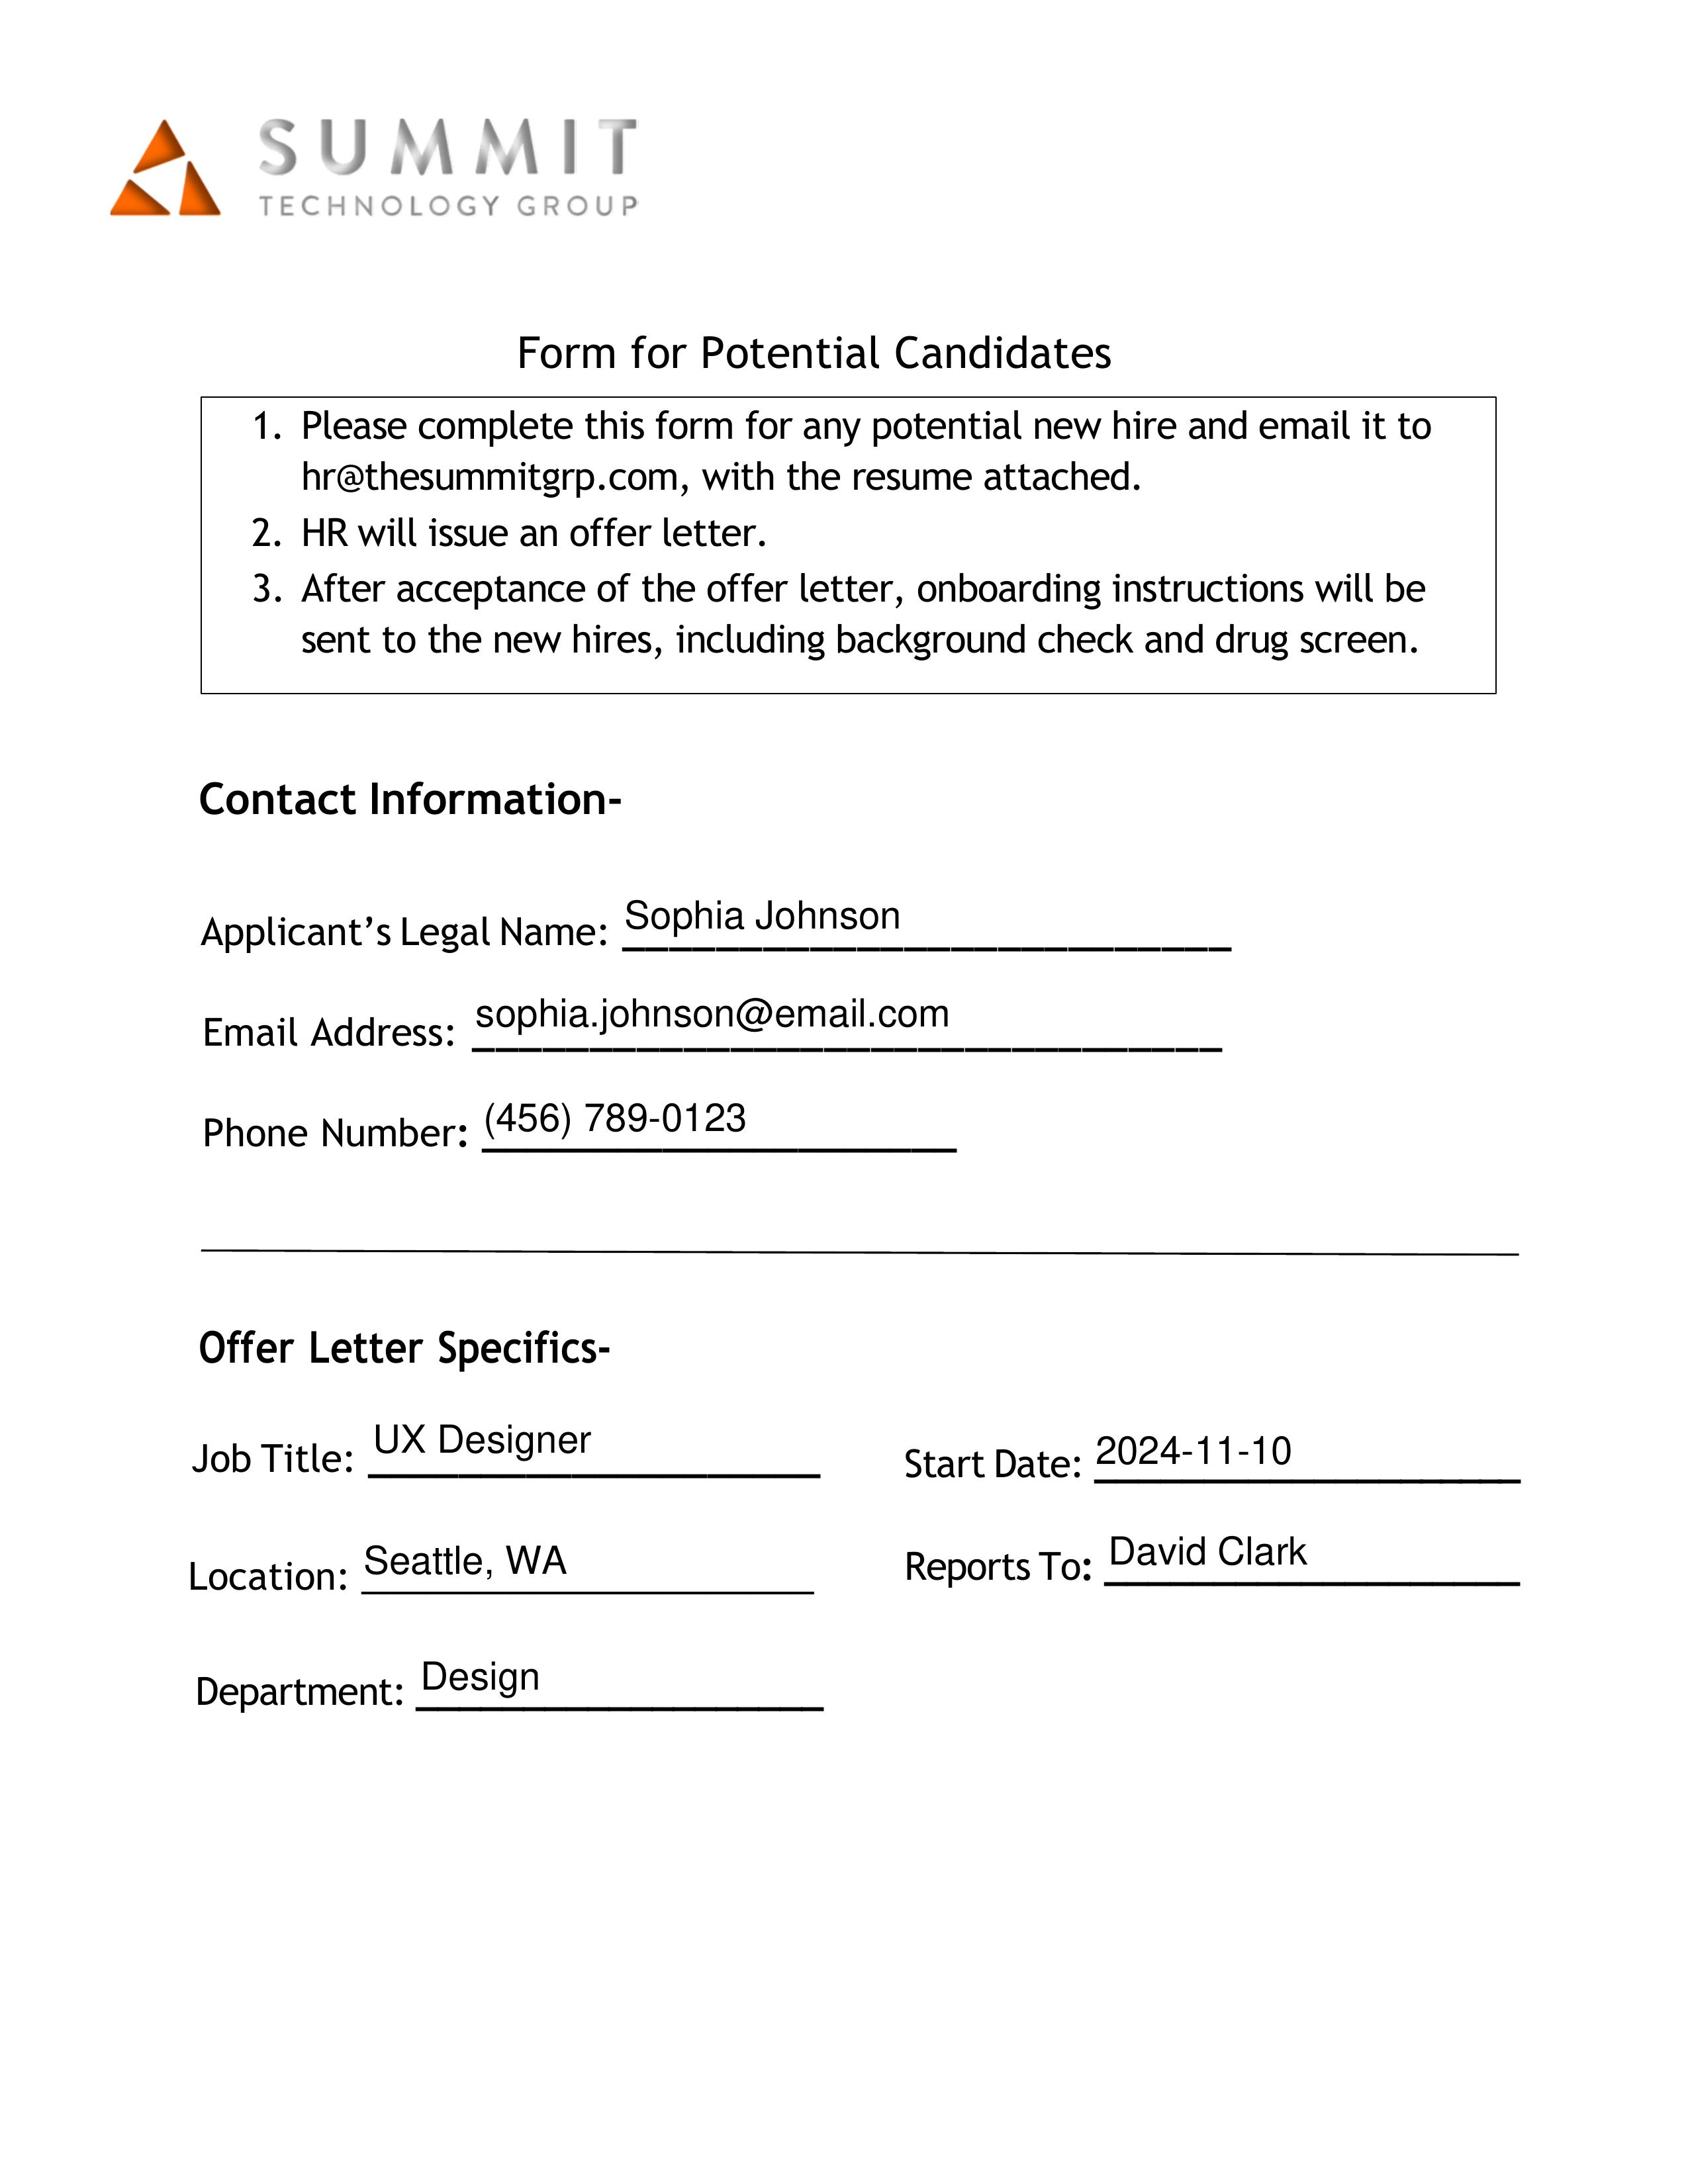 SUMMIT
TECHNOLOGY GROUP
Form for Potential Candidates
1. Please complete this form for any potential new hire and email it to
hr@thesummitgrp.com, with the resume attached.
2. HR will issue an offer letter.
3. After acceptance of the offer letter, onboarding instructions will be
sent to the new hires, including background check and drug screen.
Contact Information-
Applicant’s Legal Name: Sophia Johnson
Email Address: sophia.johnson@email.com
Phone Number: (456) 789-0123
Offer Letter Specifics-
Job Title: UX Designer
Start Date: 2024-11-10
Location: Seattle, WA
Reports To: David Clark
Department: Design